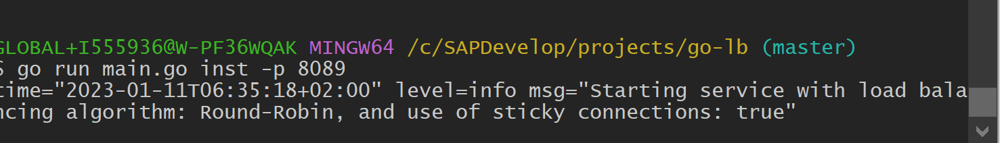 GLOBAL+I555936@W-PF36WQAK MINGW64 /c/SAPDevelop/projects/go-lb (master)
$ go run main.go inst -p 8089
time="2023-01-11T06:35:18+02:00" level=info msg="Starting service with load bala
ncing algorithm: Round-Robin, and use of sticky connections: true"